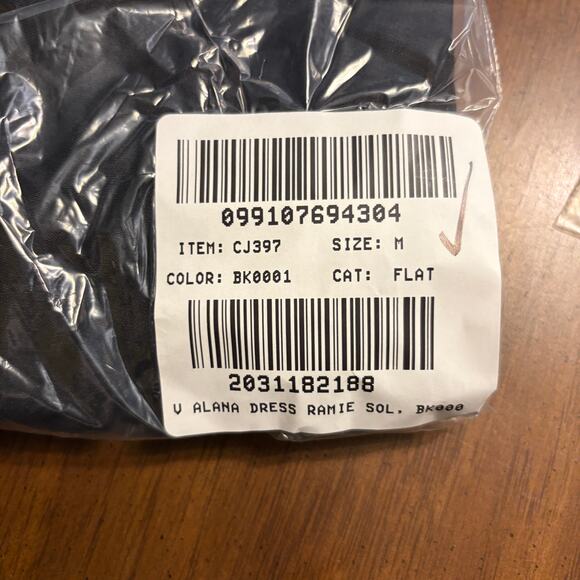 099107694304
ITEM: CJ397 SIZE: M
COLOR: BK0001 CAT: FLAT
2031182188
V ALANA DRESS RAMIE SOL, BK000